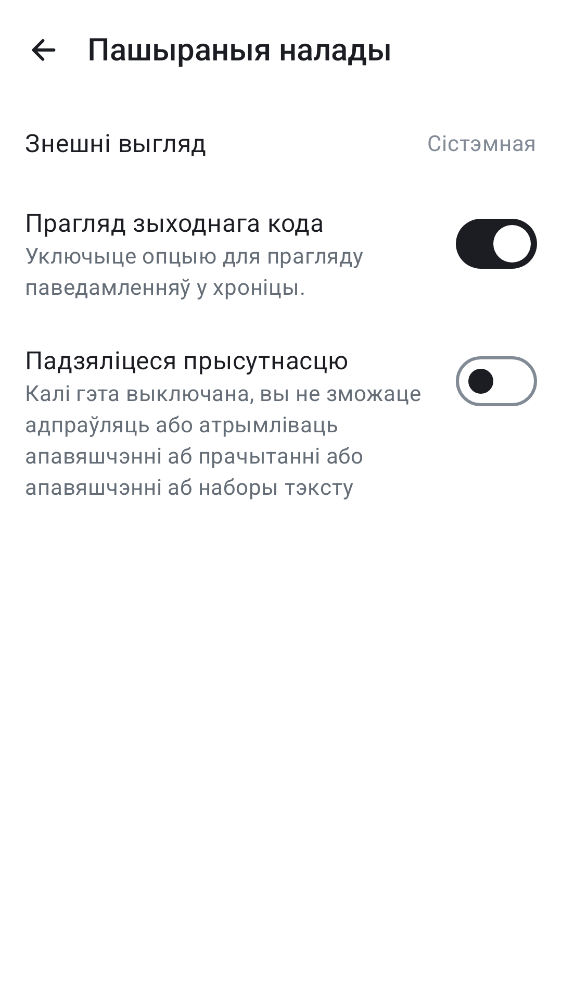 Пашыраныя налады
Знешні выгляд
Сістэмная
Прагляд зыходнага кода
Уключыце опцыю для прагляду
паведамленняў у хроніцы.
Падзяліцеся прысутнасцю
Калі гэта выключана, вы не зможаце
адпраўляць або атрымліваць
апавяшчэнні аб прачытанні або
апавяшчэнні аб наборы тэксту